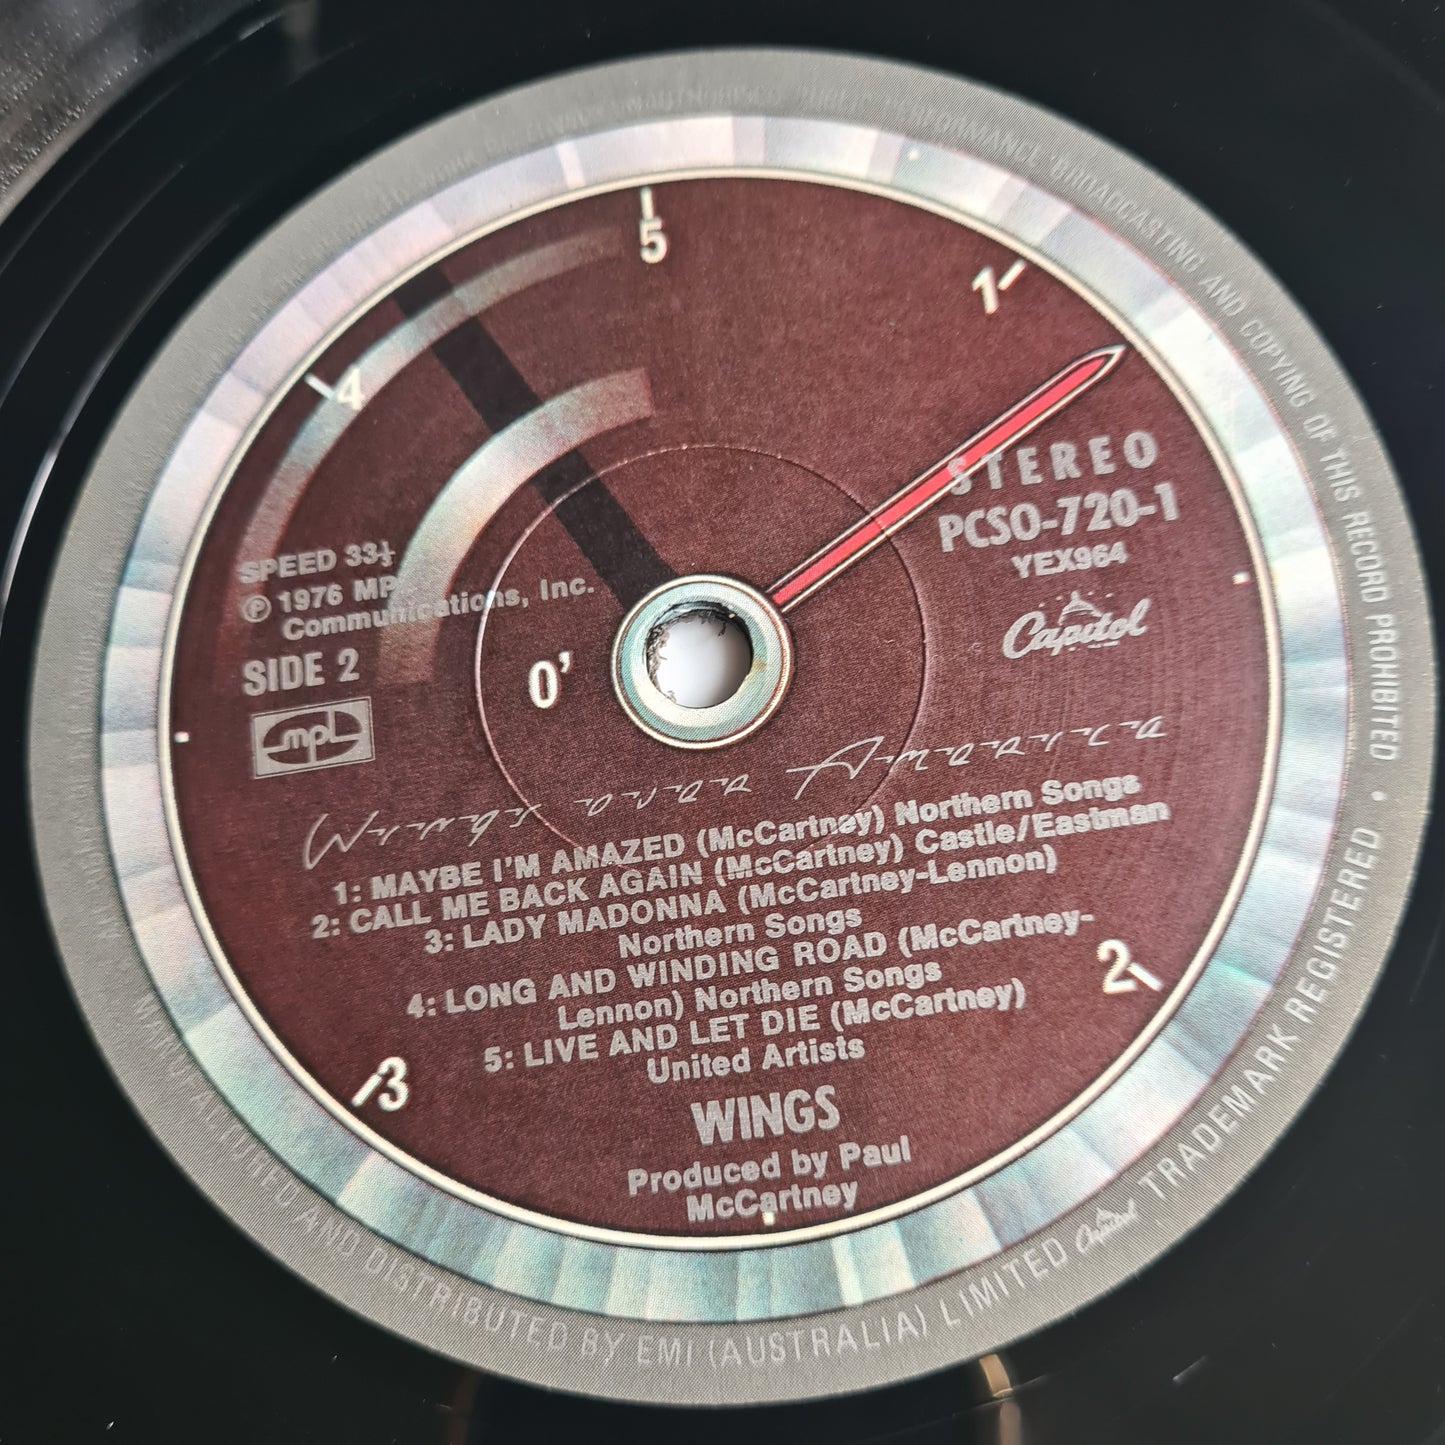 5
1
4
STEREO
PCSO-720-1
YEX964
Capitol
SPEED 33⅓
Ⓟ 1976 MPL
Communications, Inc.
SIDE 2
mpl
0'
Wings over America
1: MAYBE I'M AMAZED (McCartney) Northern Songs
2: CALL ME BACK AGAIN (McCartney) Castle/Eastman
3: LADY MADONNA (McCartney-Lennon)
Northern Songs
4: LONG AND WINDING ROAD (McCartney-
Lennon) Northern Songs
5: LIVE AND LET DIE (McCartney)
United Artists
2
3
WINGS
Produced by Paul
McCartney
MANUFACTURED AND DISTRIBUTED BY EMI (AUSTRALIA) LIMITED Capitol TRADEMARK REGISTERED •
PUBLIC PERFORMANCE BROADCASTING AND COPYING OF THIS RECORD PROHIBITED